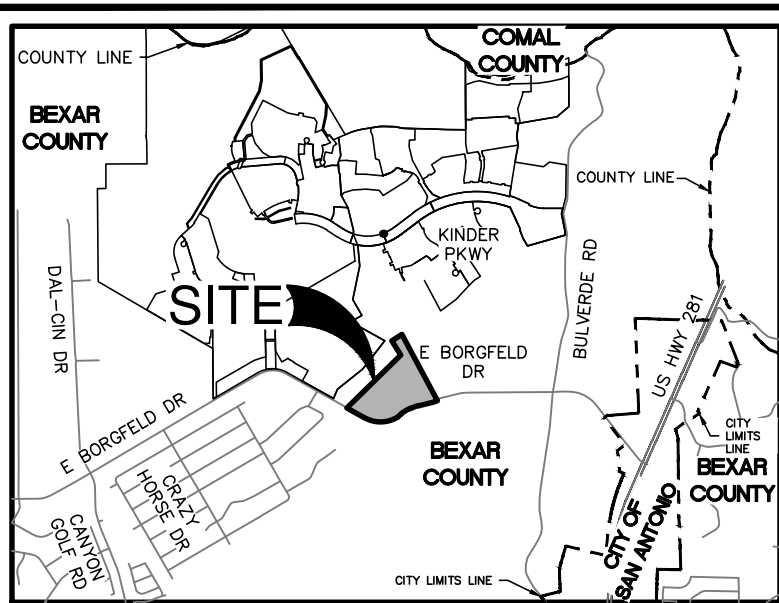 COUNTY LINE
COMAL
COUNTY
BEXAR
COUNTY
COUNTY LINE
KINDER
PKWY
BULVERDE RD
DAL-CIN DR
SITE
US HWY 281
E BORGFELD
DR
E BORGFELD DR
CITY
LIMITS
LINE
BEXAR
COUNTY
BEXAR
COUNTY
CRAZY
HORSE DR
CANYON
GOLF RD
CITY OF
SAN ANTONIO
CITY LIMITS LINE